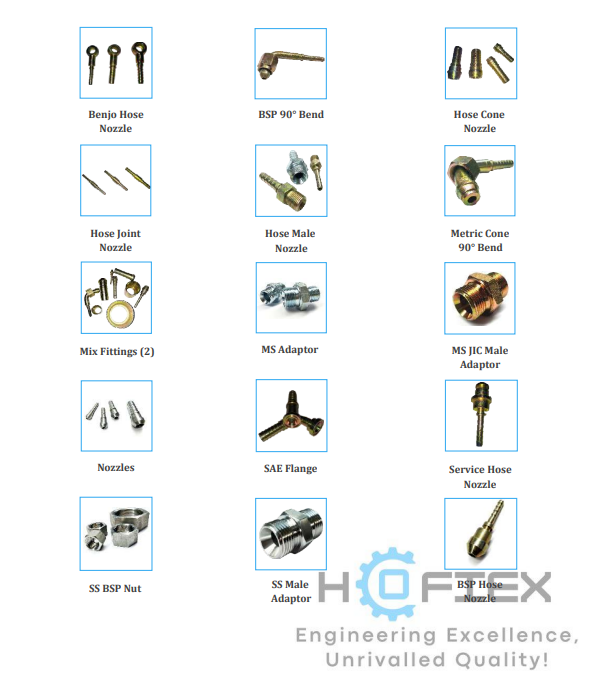 Benjo Hose
Nozzle
BSP 90° Bend
Hose Cone
Nozzle
Hose Joint
Nozzle
Hose Male
Nozzle
Metric Cone
90° Bend
Mix Fittings (2)
MS Adaptor
MS JIC Male
Adaptor
Nozzles
SAE Flange
Service Hose
Nozzle
SS BSP Nut
SS Male
Adaptor
BSP Hose
Nozzle
HOFTEX
Engineering Excellence,
Unrivalled Quality!